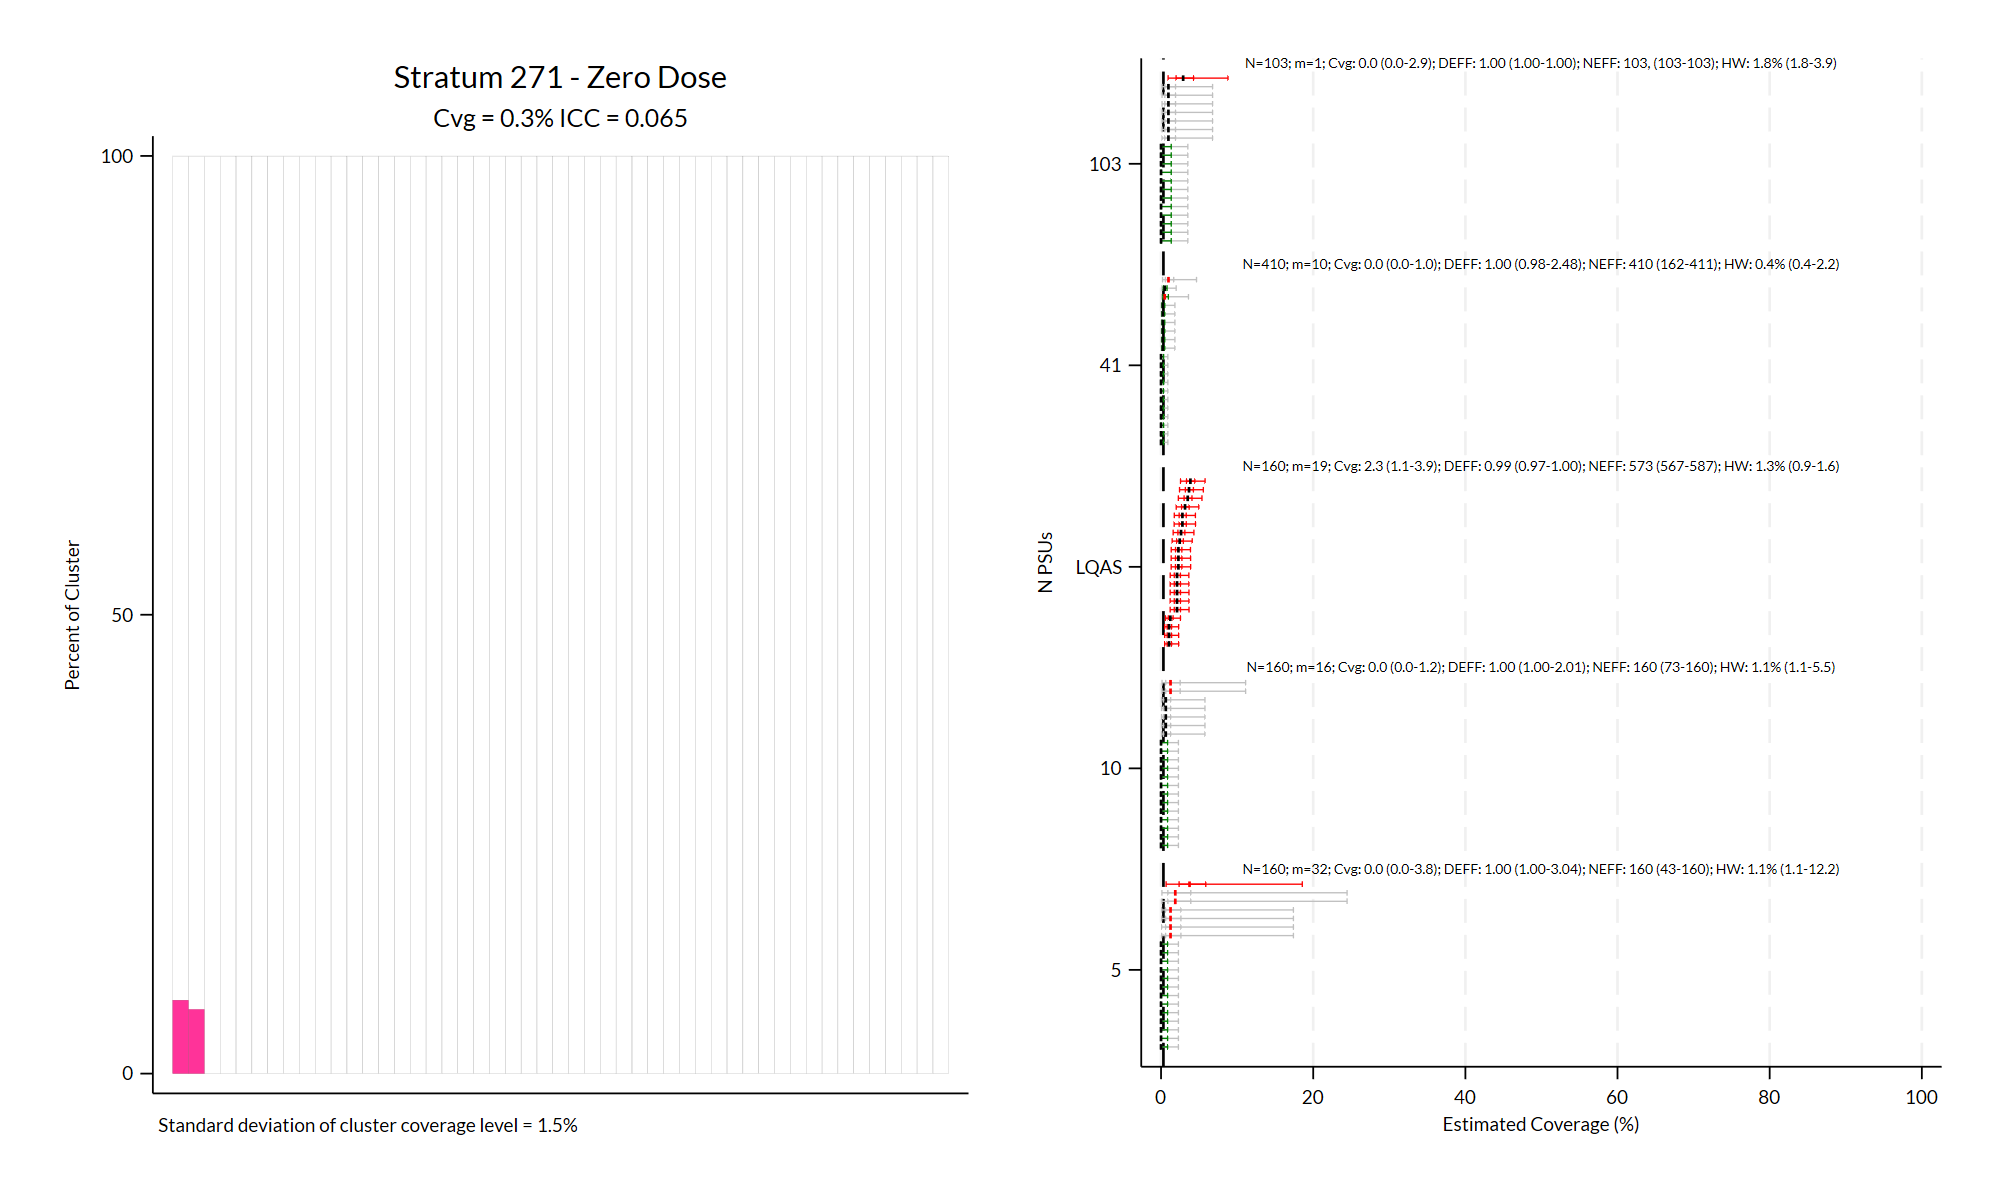 Stratum 271 - Zero Dose
Cvg = 0.3% ICC = 0.065
100
50
0
Percent of Cluster
Standard deviation of cluster coverage level = 1.5%
N=103; m=1; Cvg: 0.0 (0.0-2.9); DEFF: 1.00 (1.00-1.00); NEFF: 103, (103-103); HW: 1.8% (1.8-3.9)
103
N=410; m=10; Cvg: 0.0 (0.0-1.0); DEFF: 1.00 (0.98-2.48); NEFF: 410 (162-411); HW: 0.4% (0.4-2.2)
41
N=160; m=19; Cvg: 2.3 (1.1-3.9); DEFF: 0.99 (0.97-1.00); NEFF: 573 (567-587); HW: 1.3% (0.9-1.6)
LQAS
N PSUs
N=160; m=16; Cvg: 0.0 (0.0-1.2); DEFF: 1.00 (1.00-2.01); NEFF: 160 (73-160); HW: 1.1% (1.1-5.5)
10
N=160; m=32; Cvg: 0.0 (0.0-3.8); DEFF: 1.00 (1.00-3.04); NEFF: 160 (43-160); HW: 1.1% (1.1-12.2)
5
0 20 40 60 80 100
Estimated Coverage (%)